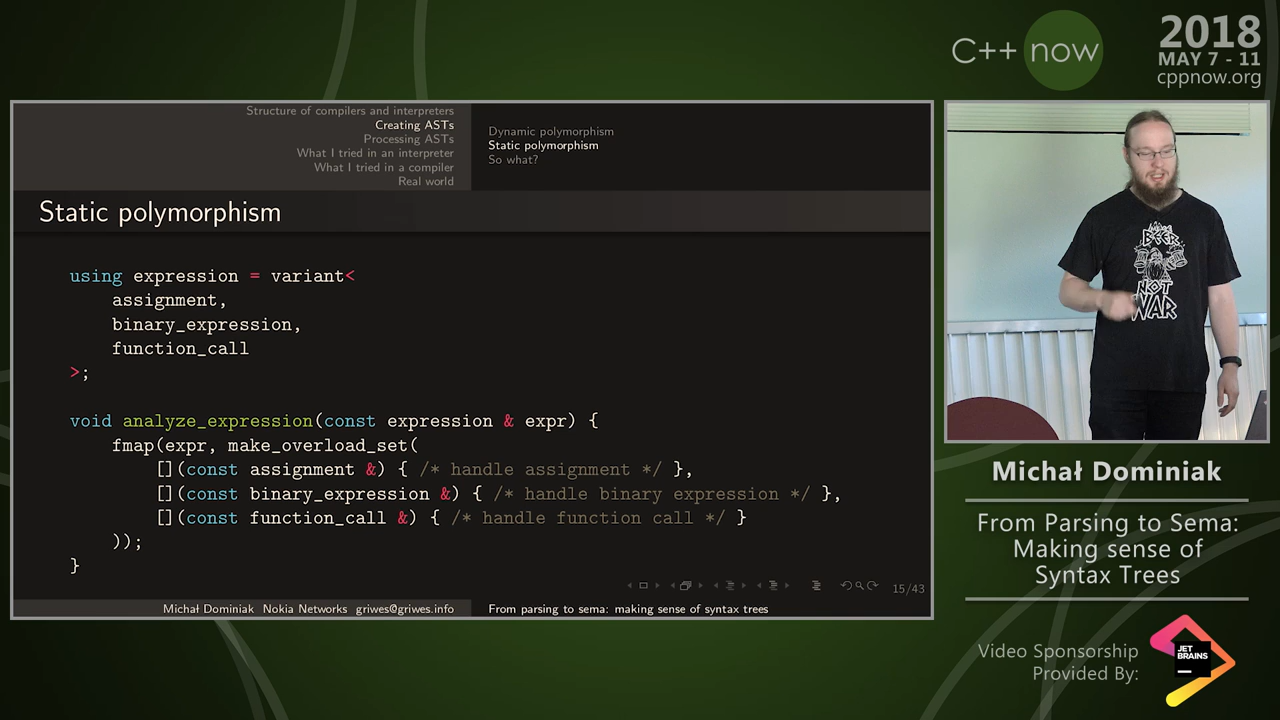 C++ now
2018
MAY 7 - 11
cppnow.org
Structure of compilers and interpreters
Creating ASTs
Processing ASTs
What I tried in an interpreter
What I tried in a compiler
Real world
Dynamic polymorphism
Static polymorphism
So what?
Static polymorphism
using expression = variant<
assignment,
binary_expression,
function_call
>;
void analyze_expression(const expression & expr) {
fmap(expr, make_overload_set(
[](const assignment &) { /* handle assignment */ },
[](const binary_expression &) { /* handle binary expression */ },
[](const function_call &) { /* handle function call */ }
));
}
15/43
Michał Dominiak Nokia Networks griwes@griwes.info
From parsing to sema: making sense of syntax trees
BEER
NOT
WAR
Michał Dominiak
From Parsing to Sema:
Making sense of
Syntax Trees
Video Sponsorship
Provided By:
JET
BRAINS